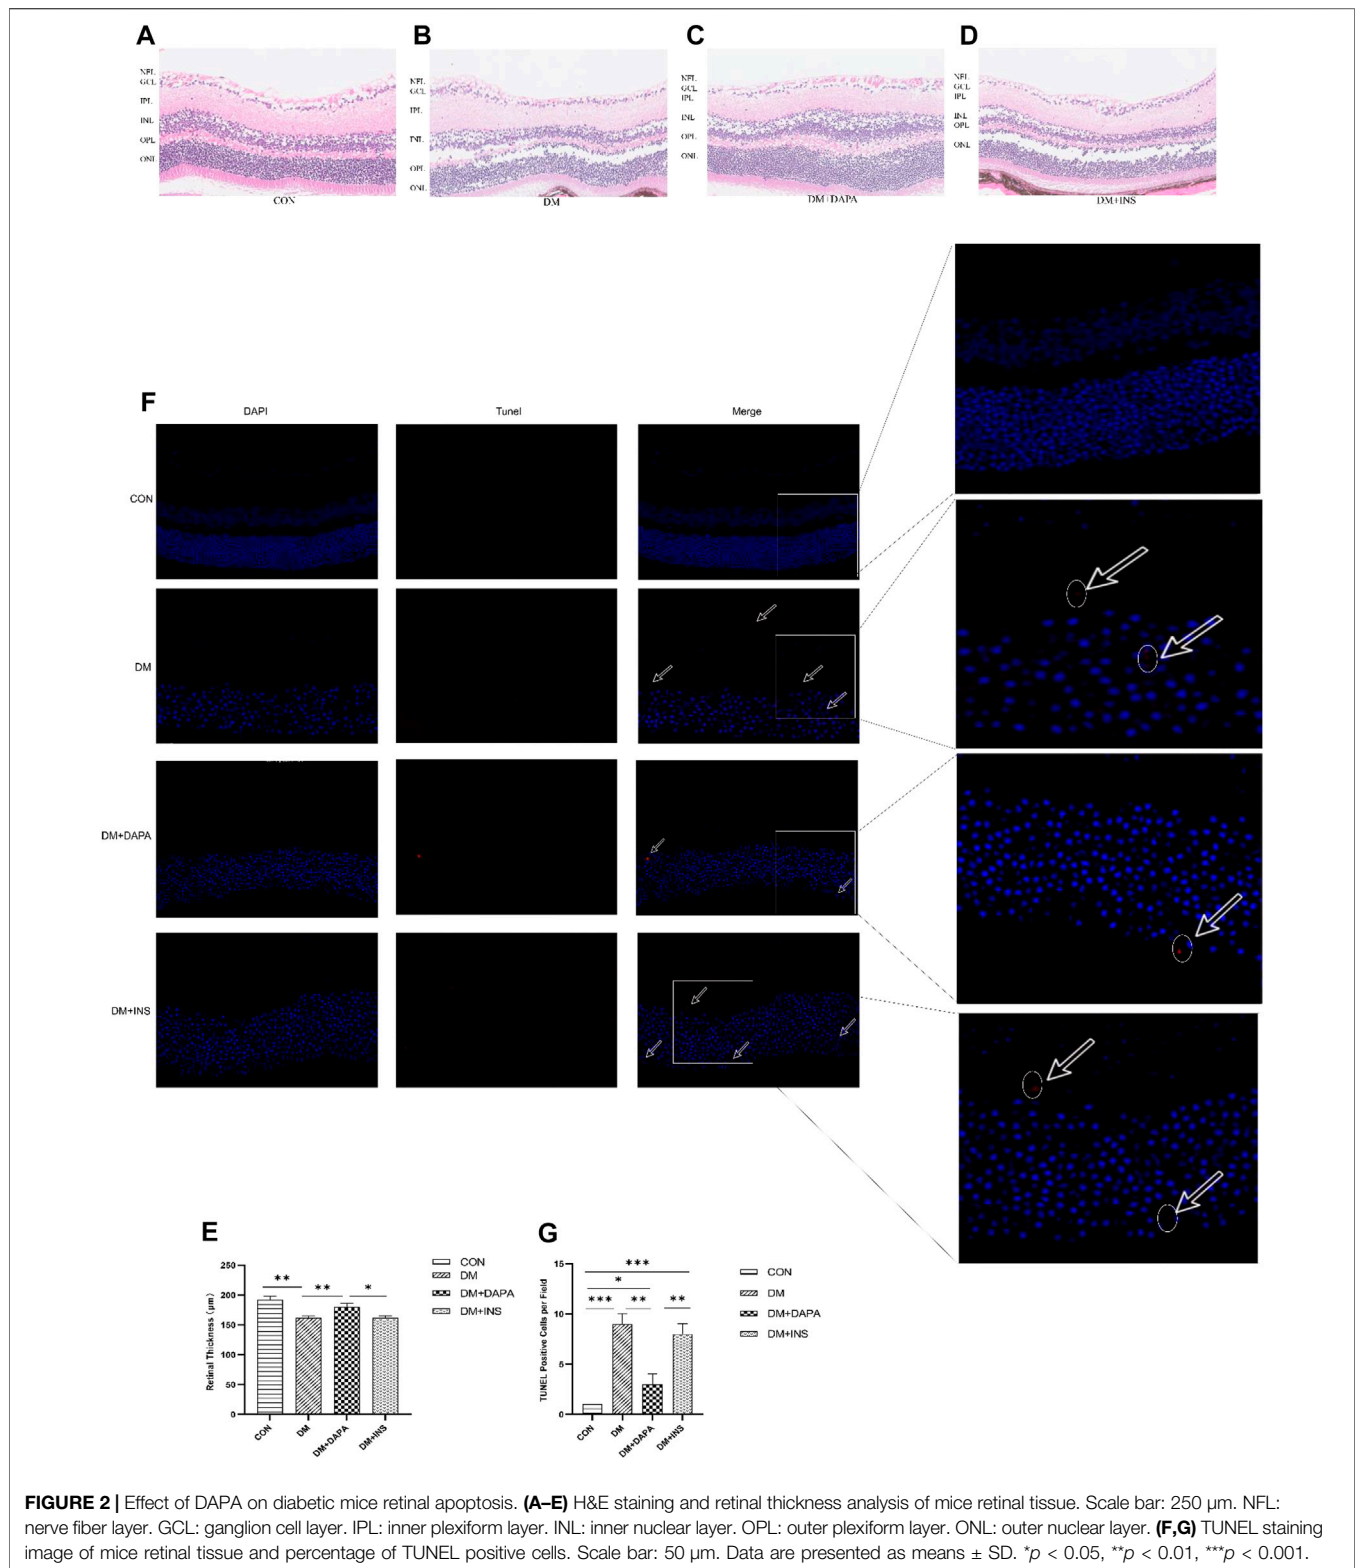 A
B
C
D
NFL
GCL
IPL
INL
OPL
ONL
CON
NFL
GCL
IPL
INL
OPL
ONL
DM
NFL
GCL
IPL
INL
OPL
ONL
DM+DAPA
NFL
GCL
IPL
INL
OPL
ONL
DM+INS
F
DAPI
Tunel
Merge
CON
DM
DM+DAPA
DM+INS
E
Retinal Thickness (μm)
250
200
150
100
50
0
**
**
*
CON
DM
DM+DAPA
DM+INS
CON
DM
DM+DAPA
DM+INS
G
TUNEL Positive Cells per Field
15
10
5
0
***
*
***
**
**
CON
DM
DM+DAPA
DM+INS
CON
DM
DM+DAPA
DM+INS
FIGURE 2 | Effect of DAPA on diabetic mice retinal apoptosis. (A–E) H&E staining and retinal thickness analysis of mice retinal tissue. Scale bar: 250 μm. NFL:
nerve fiber layer. GCL: ganglion cell layer. IPL: inner plexiform layer. INL: inner nuclear layer. OPL: outer plexiform layer. ONL: outer nuclear layer. (F,G) TUNEL staining
image of mice retinal tissue and percentage of TUNEL positive cells. Scale bar: 50 μm. Data are presented as means ± SD. *p < 0.05, **p < 0.01, ***p < 0.001.